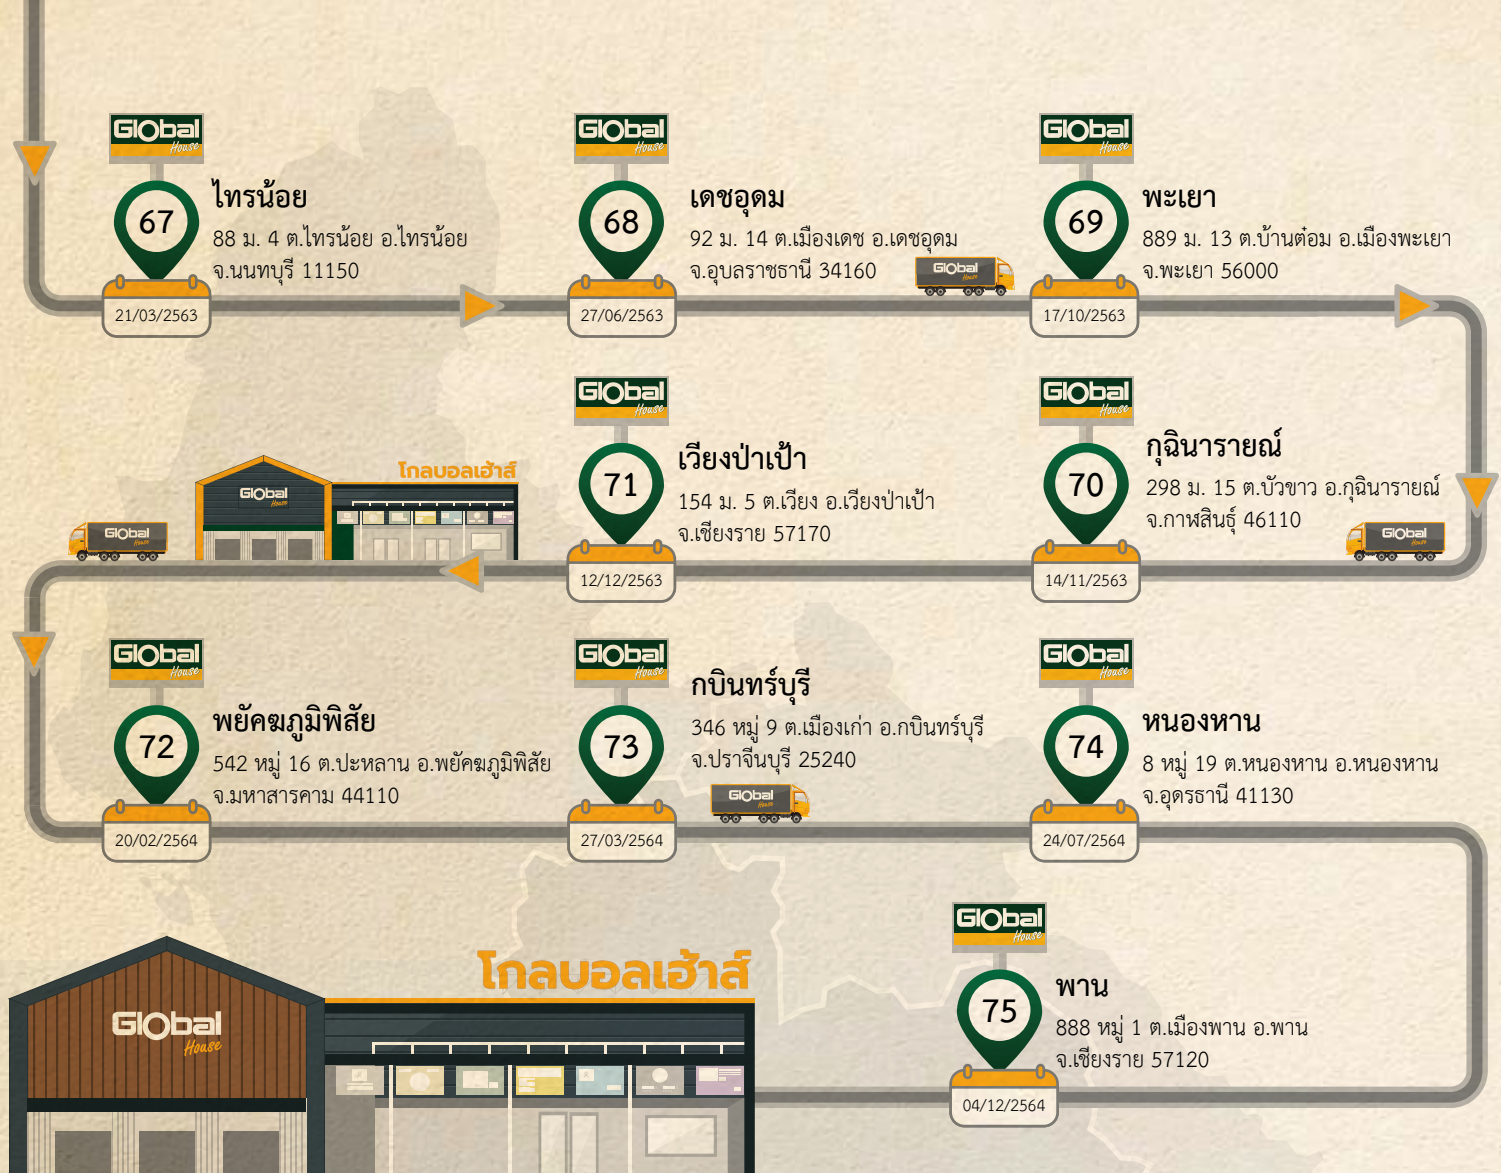 Global
House
67
ไทรน้อย
88 ม. 4 ต.ไทรน้อย อ.ไทรน้อย
จ.นนทบุรี 11150
21/03/2563
Global
House
68
เดชอุดม
92 ม. 14 ต.เมืองเดช อ.เดชอุดม
จ.อุบลราชธานี 34160
27/06/2563
Global
House
Global
House
69
พะเยา
889 ม. 13 ต.บ้านต๋อม อ.เมืองพะเยา
จ.พะเยา 56000
17/10/2563
Global
House
70
กุฉินารายณ์
298 ม. 15 ต.บัวขาว อ.กุฉินารายณ์
จ.กาฬสินธุ์ 46110
14/11/2563
Global
House
Global
House
71
เวียงป่าเป้า
154 ม. 5 ต.เวียง อ.เวียงป่าเป้า
จ.เชียงราย 57170
12/12/2563
โกลบอลเฮ้าส์
Global
House
Global
House
Global
House
72
พยัคฆภูมิพิสัย
542 หมู่ 16 ต.ปะหลาน อ.พยัคฆภูมิพิสัย
จ.มหาสารคาม 44110
20/02/2564
Global
House
73
กบินทร์บุรี
346 หมู่ 9 ต.เมืองเก่า อ.กบินทร์บุรี
จ.ปราจีนบุรี 25240
27/03/2564
Global
House
Global
House
74
หนองหาน
8 หมู่ 19 ต.หนองหาน อ.หนองหาน
จ.อุดรธานี 41130
24/07/2564
Global
House
75
พาน
888 หมู่ 1 ต.เมืองพาน อ.พาน
จ.เชียงราย 57120
04/12/2564
โกลบอลเฮ้าส์
Global
House